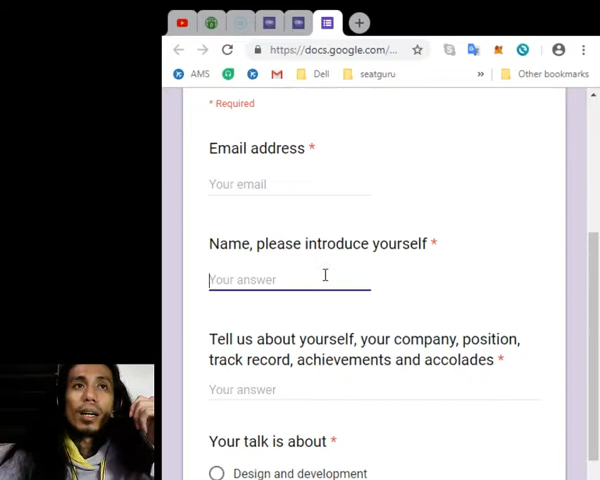 https://docs.google.com/...
AMS
Dell
seatguru
»
Other bookmarks
* Required
Email address *
Your email
Name, please introduce yourself *
Your answer
Tell us about yourself, your company, position,
track record, achievements and accolades *
Your answer
Your talk is about *
Design and development